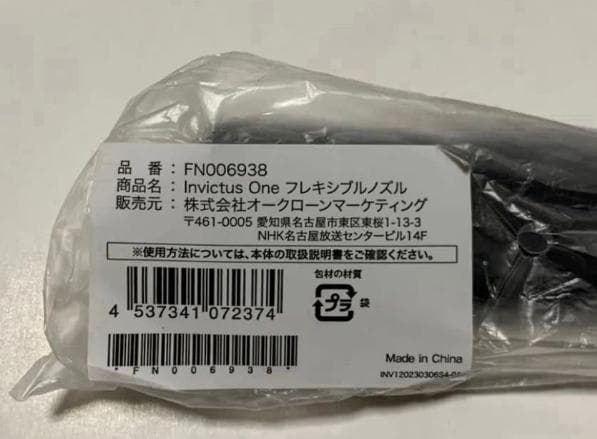 品 番：FN006938
商品名：Invictus One フレキシブルノズル
販売元：株式会社オークローンマーケティング
〒461-0005 愛知県名古屋市東区東桜1-13-3
NHK名古屋放送センタービル14F
※使用方法については、本体の取扱説明書をご確認ください。
包材の材質
プラ 袋
4 537341 072374
*FN006938*
Made in China